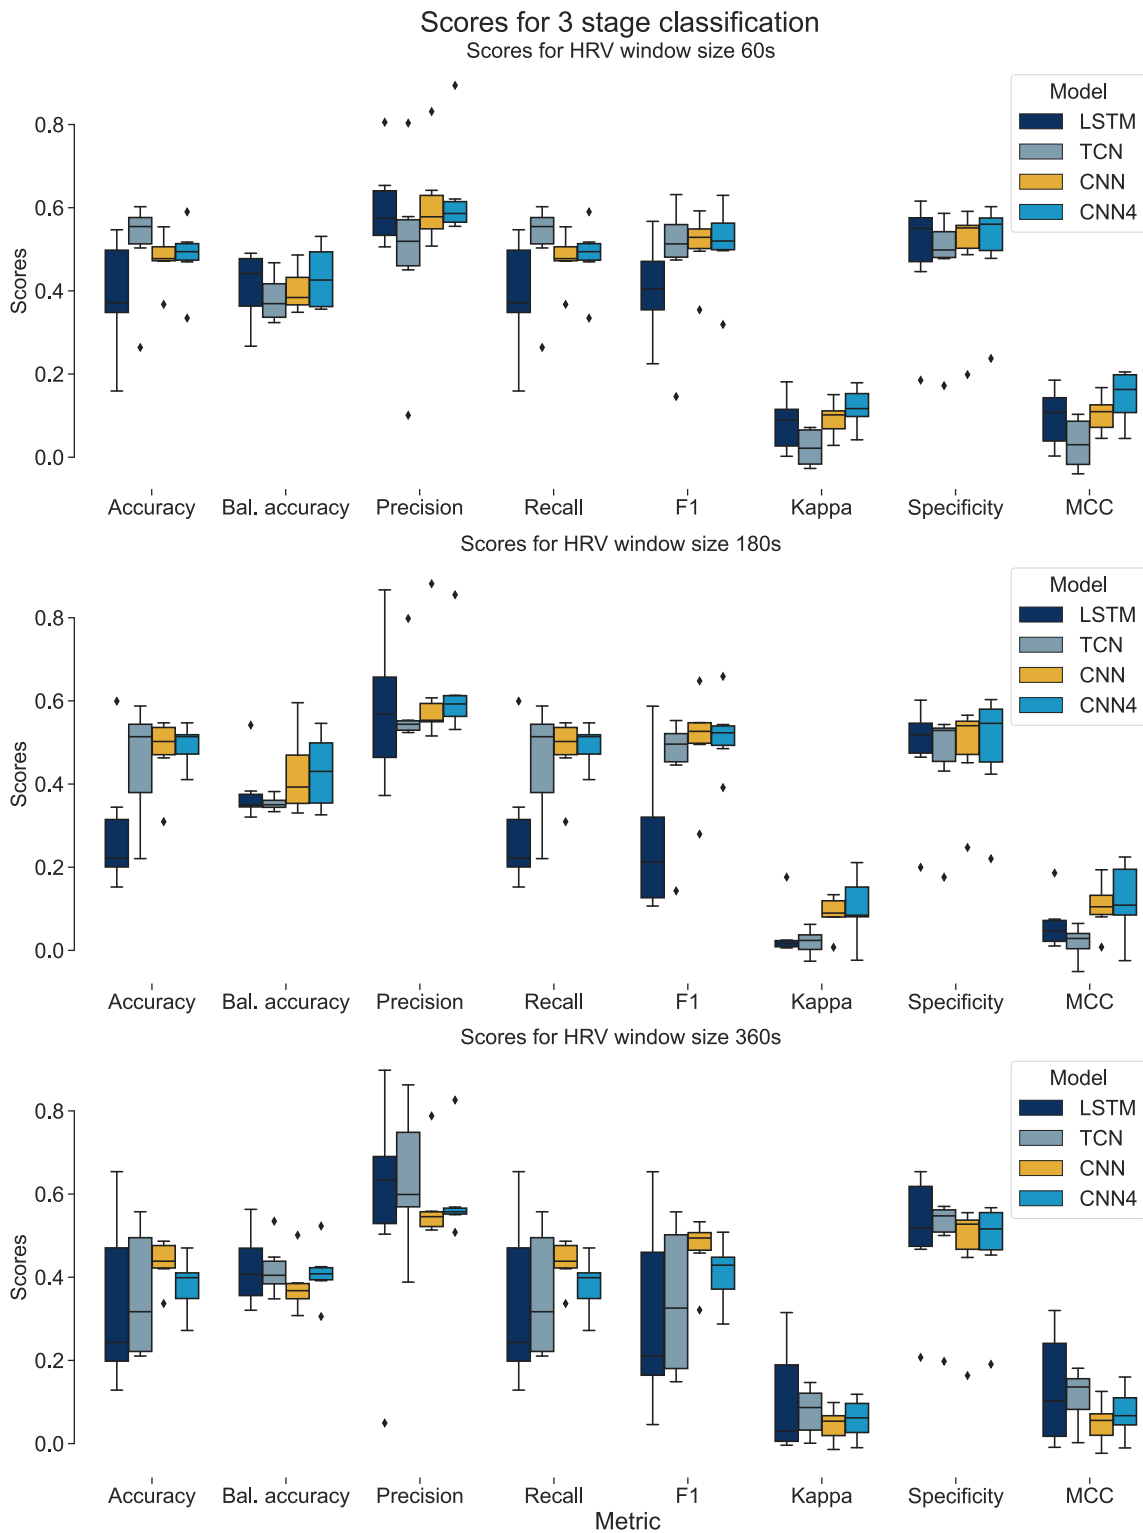 Scores for 3 stage classification
Scores for HRV window size 60s
Model
LSTM
TCN
CNN
CNN4
Scores
0.8
0.6
0.4
0.2
0.0
Accuracy Bal. accuracy Precision Recall F1 Kappa Specificity MCC
Scores for HRV window size 180s
Model
LSTM
TCN
CNN
CNN4
Scores
0.8
0.6
0.4
0.2
0.0
Accuracy Bal. accuracy Precision Recall F1 Kappa Specificity MCC
Scores for HRV window size 360s
Model
LSTM
TCN
CNN
CNN4
Scores
0.8
0.6
0.4
0.2
0.0
Accuracy Bal. accuracy Precision Recall F1 Kappa Specificity MCC
Metric